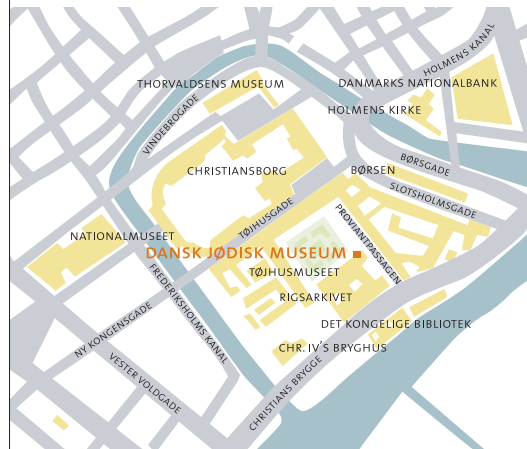 HOLMENS KANAL
THORVALDSENS MUSEUM
DANMARKS NATIONALBANK
HOLMENS KIRKE
VINDEBROGADE
BØRSGADE
CHRISTIANSBORG
BØRSEN
SLOTSHOLMSGADE
TØJHUSGADE
PROVIANTPASSAGEN
NATIONALMUSEET
DANSK JØDISK MUSEUM
TØJHUSMUSEET
FREDERIKSHOLMS KANAL
RIGSARKIVET
NY KONGENSGADE
DET KONGELIGE BIBLIOTEK
CHR. IV'S BRYGHUS
VESTER VOLDGADE
CHRISTIANS BRYGGE